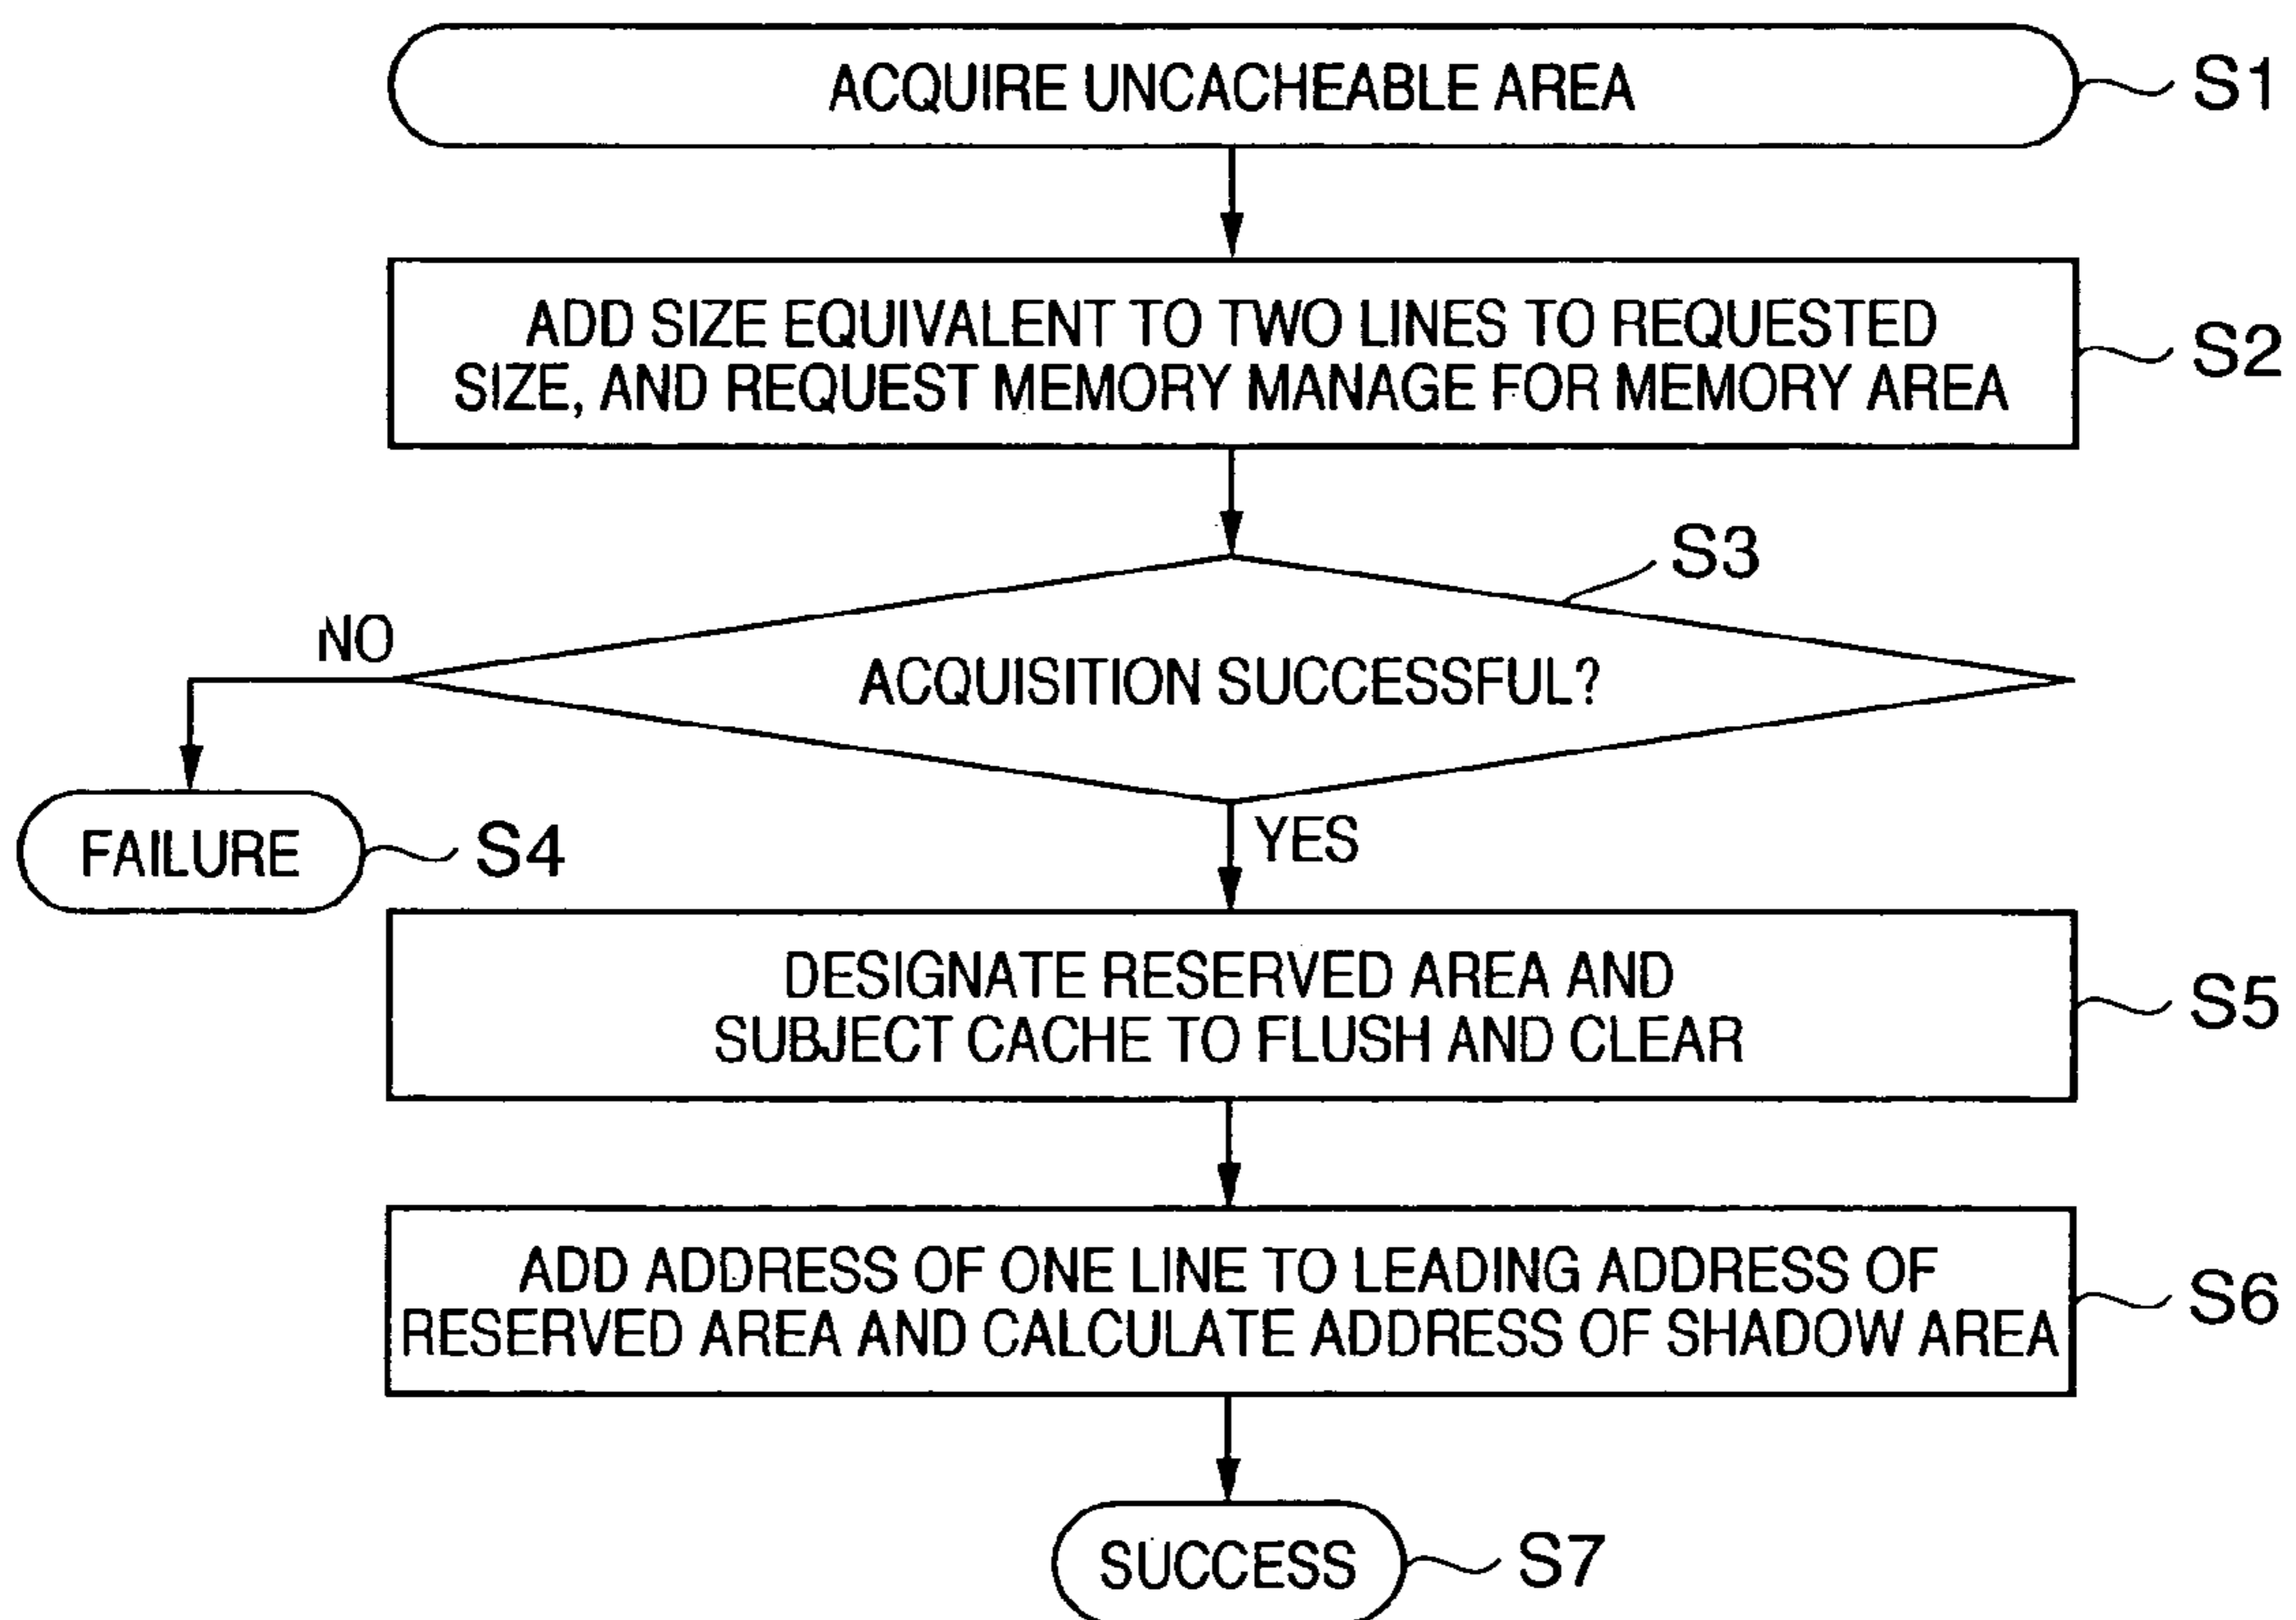 ACQUIRE UNCACHEABLE AREA
S1
ADD SIZE EQUIVALENT TO TWO LINES TO REQUESTED
SIZE, AND REQUEST MEMORY MANAGE FOR MEMORY AREA
S2
S3
NO
ACQUISITION SUCCESSFUL?
YES
FAILURE
S4
DESIGNATE RESERVED AREA AND
SUBJECT CACHE TO FLUSH AND CLEAR
S5
ADD ADDRESS OF ONE LINE TO LEADING ADDRESS OF
RESERVED AREA AND CALCULATE ADDRESS OF SHADOW AREA
S6
SUCCESS
S7